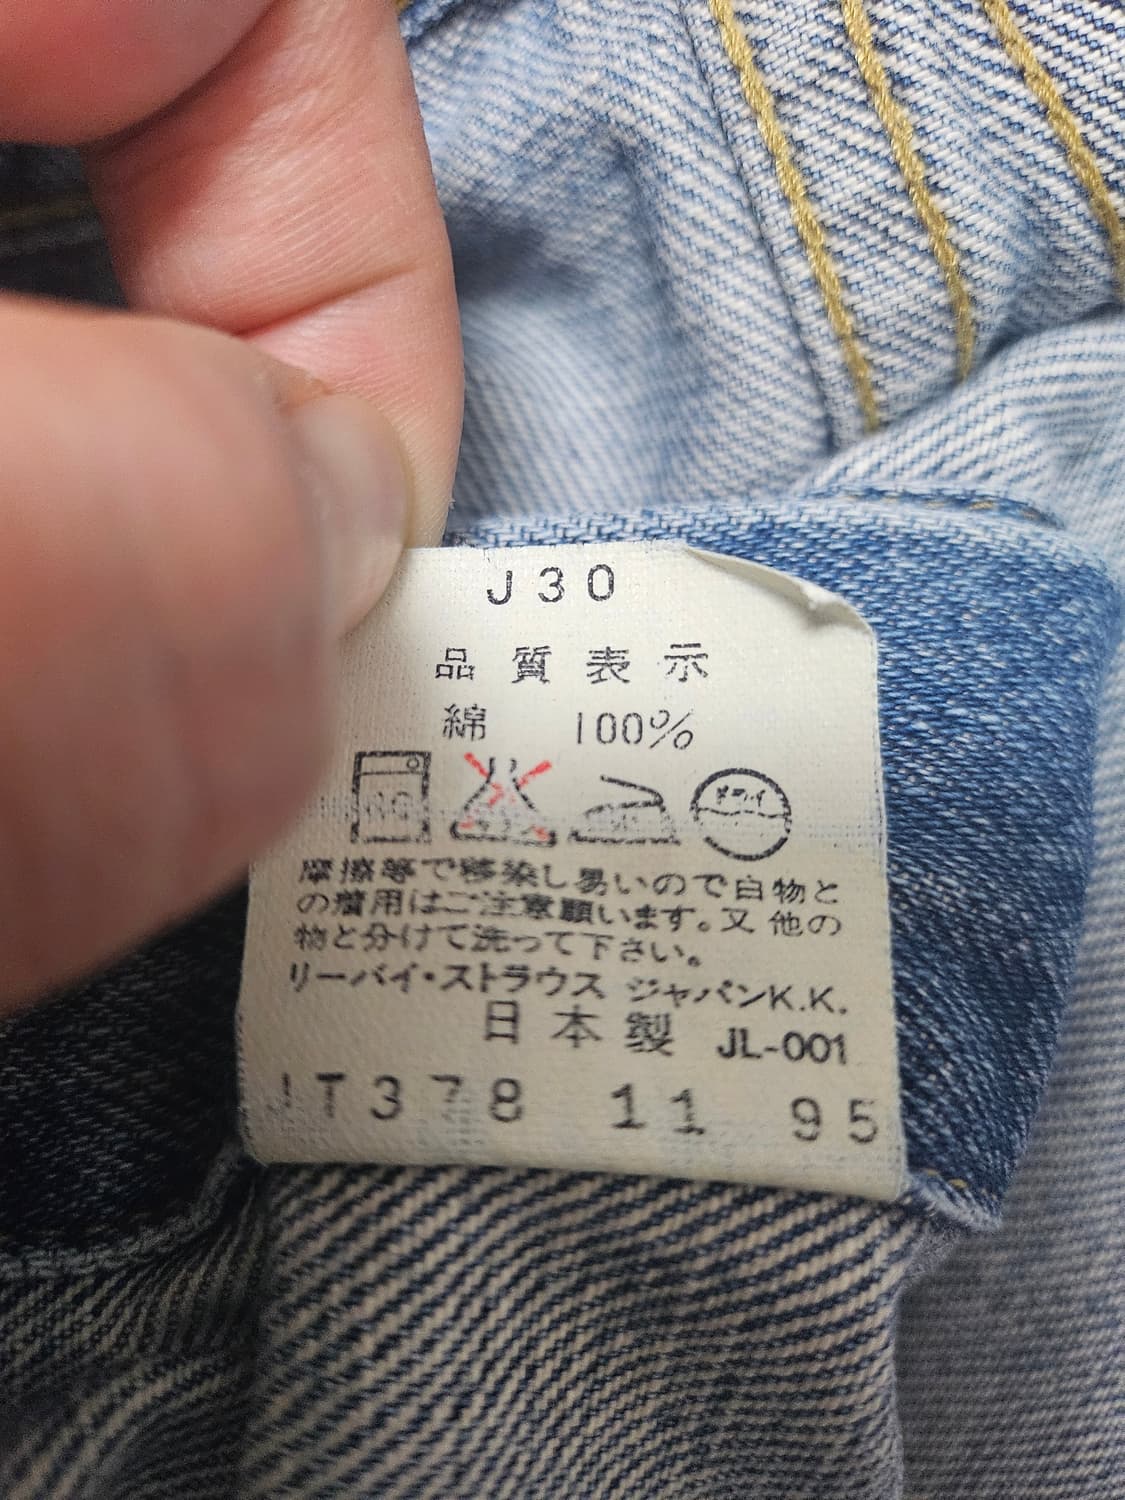 J30
品質表示
綿 100%
摩擦等で移染し易いので白物と
の着用はご注意願います。又他の
物と分けて洗って下さい。
リーバイ・ストラウス ジャパンK.K.
日本製 JL-001
JT378 11 95